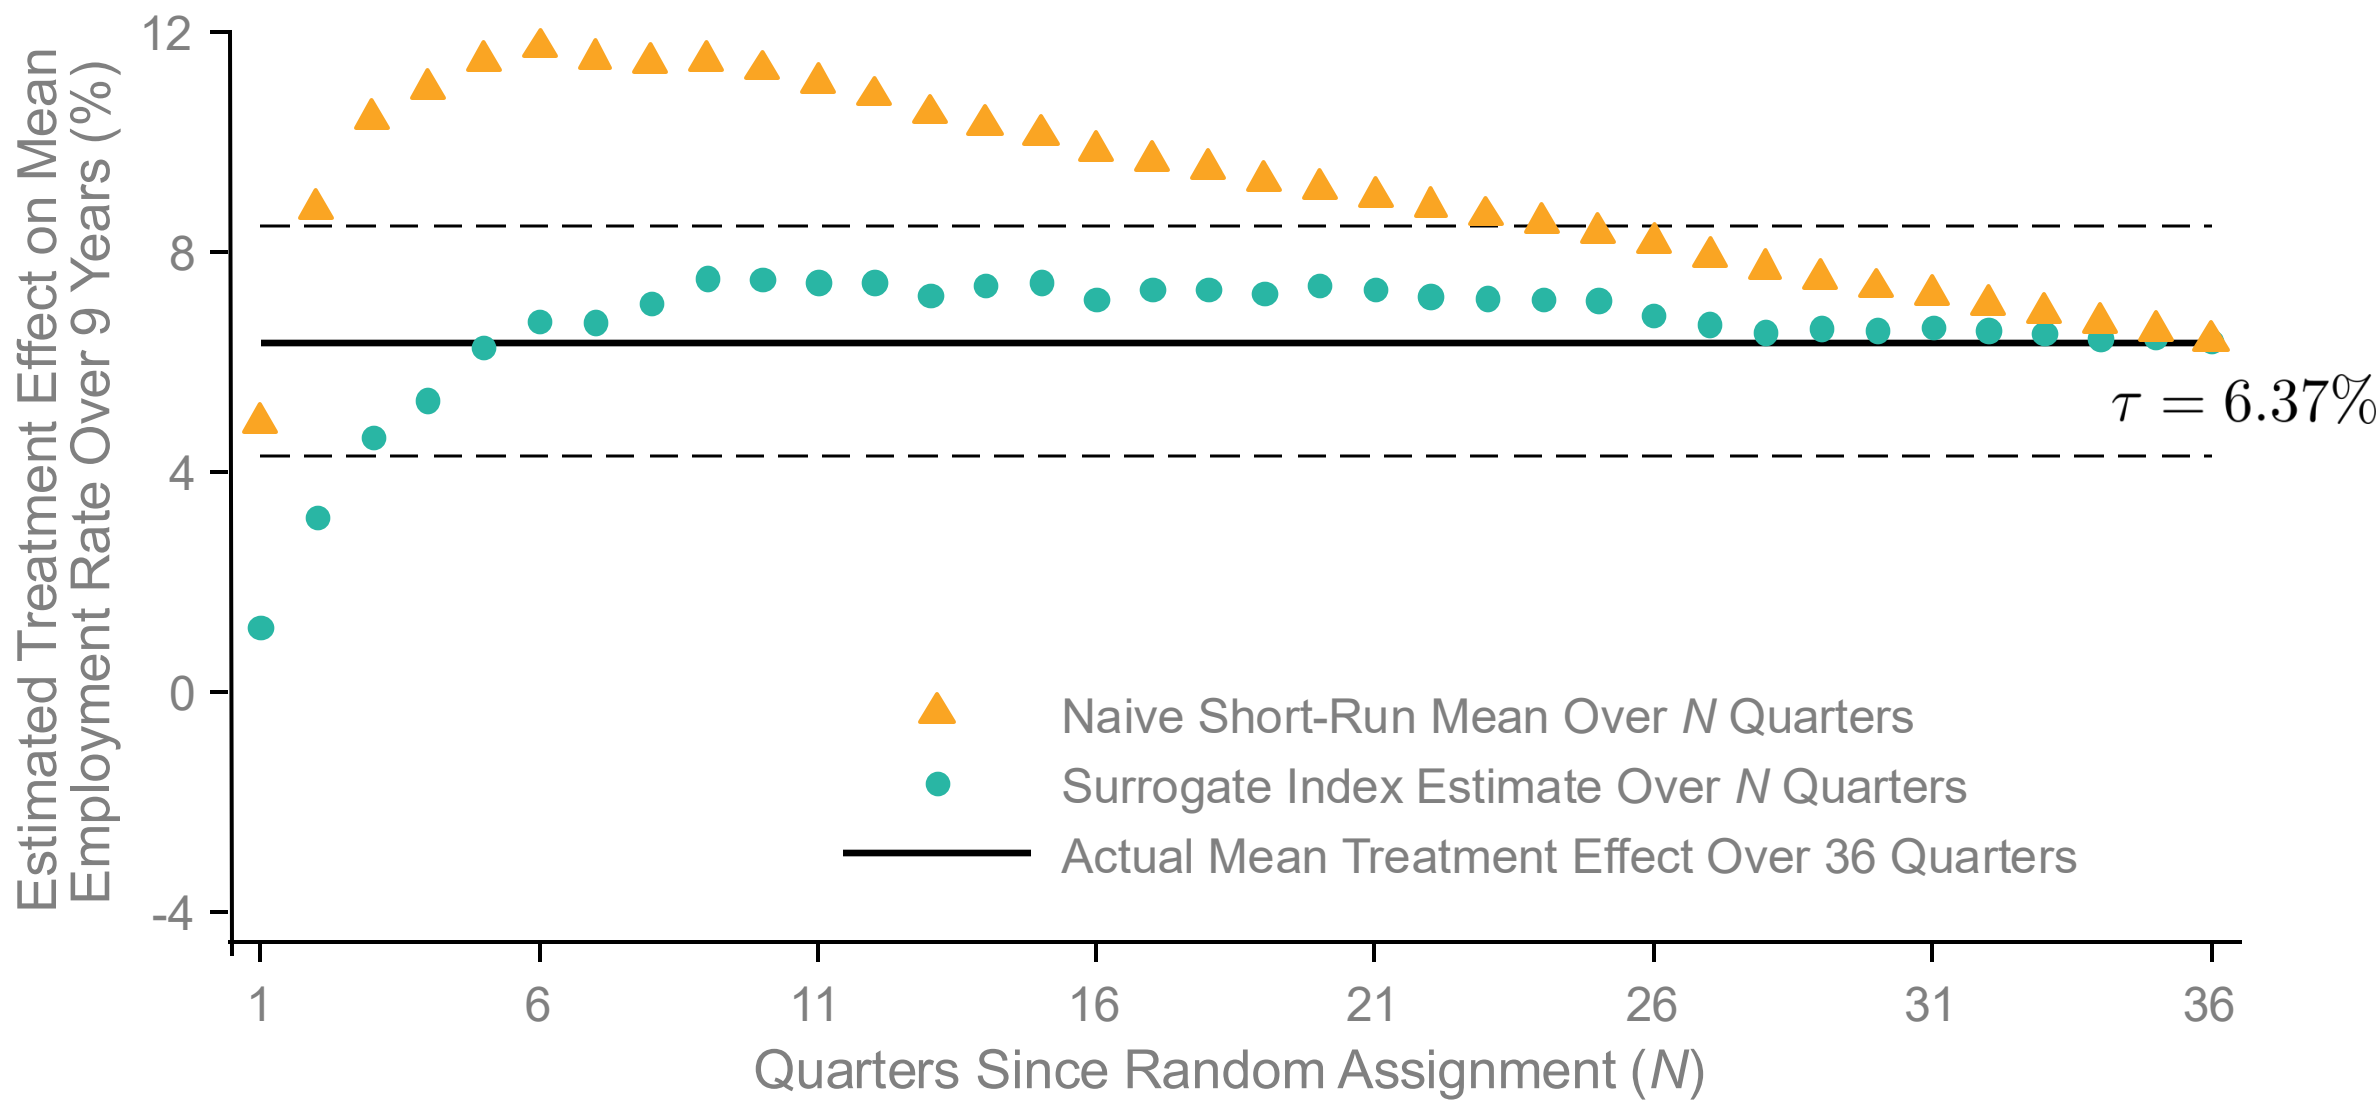 Estimated Treatment Effect on Mean
Employment Rate Over 9 Years (%)
12
8
4
0
-4
τ = 6.37%
Naive Short-Run Mean Over N Quarters
Surrogate Index Estimate Over N Quarters
Actual Mean Treatment Effect Over 36 Quarters
1 6 11 16 21 26 31 36
Quarters Since Random Assignment (N)